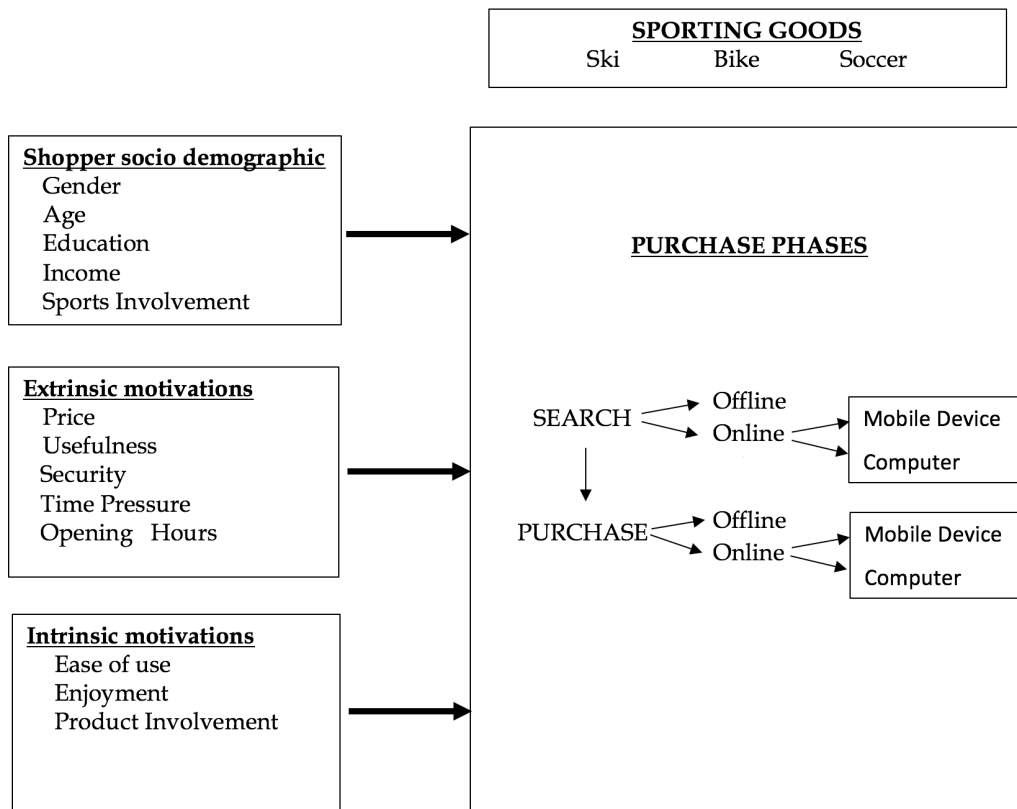 SPORTING GOODS
Ski Bike Soccer
Shopper socio demographic
Gender
Age
Education
Income
Sports Involvement
Extrinsic motivations
Price
Usefulness
Security
Time Pressure
Opening Hours
Intrinsic motivations
Ease of use
Enjoyment
Product Involvement
PURCHASE PHASES
SEARCH
Offline
Online
Mobile Device
Computer
PURCHASE
Offline
Online
Mobile Device
Computer